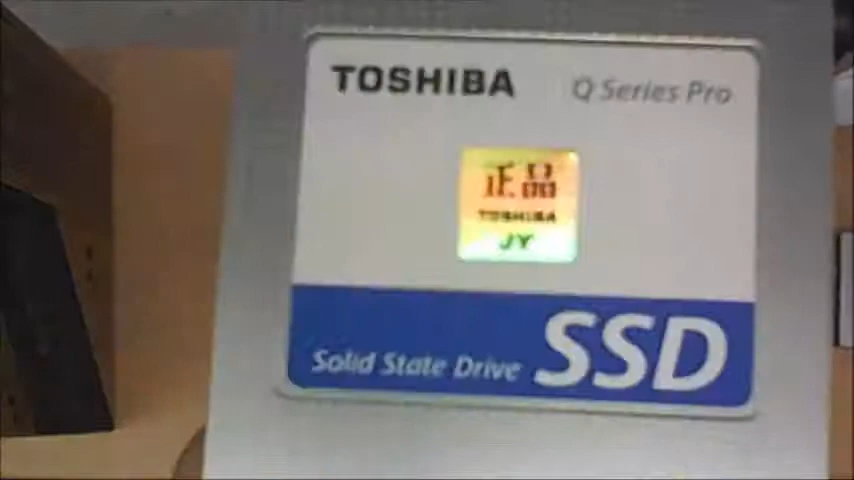 TOSHIBA
Q Series Pro
正品
TOSHIBA
JY
Solid State Drive SSD